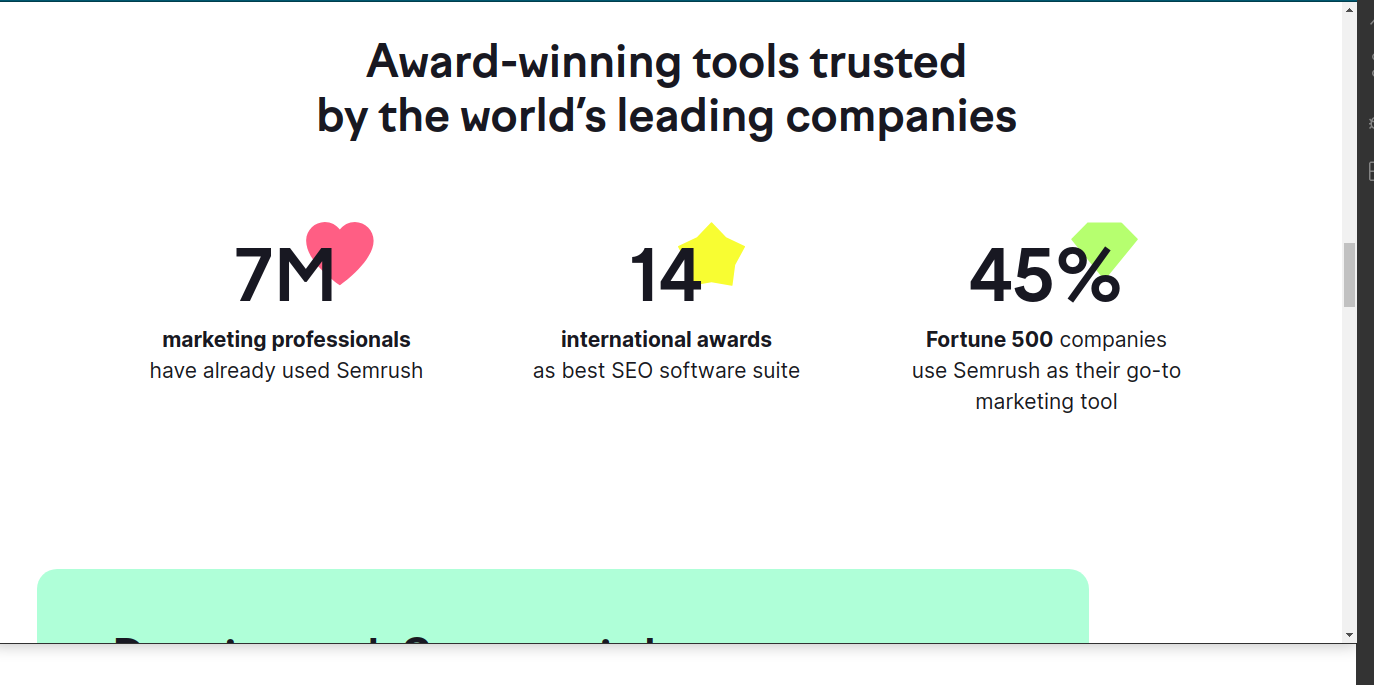 Award-winning tools trusted
by the world’s leading companies
7M
marketing professionals
have already used Semrush
14
international awards
as best SEO software suite
45%
Fortune 500 companies
use Semrush as their go-to
marketing tool